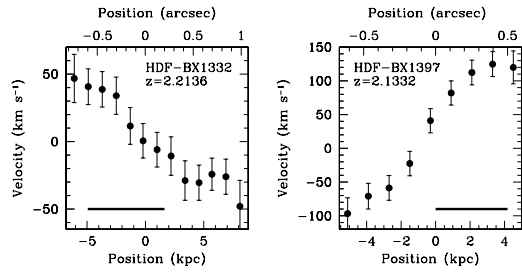 Position (arcsec)
−0.5 0 0.5 1
HDF-BX1332
z=2.2136
Velocity (km s⁻¹)
50
0
−50
−5 0 5
Position (kpc)
Position (arcsec)
−0.5 0 0.5
HDF-BX1397
z=2.1332
Velocity (km s⁻¹)
150
100
50
0
−50
−100
−4 −2 0 2 4
Position (kpc)